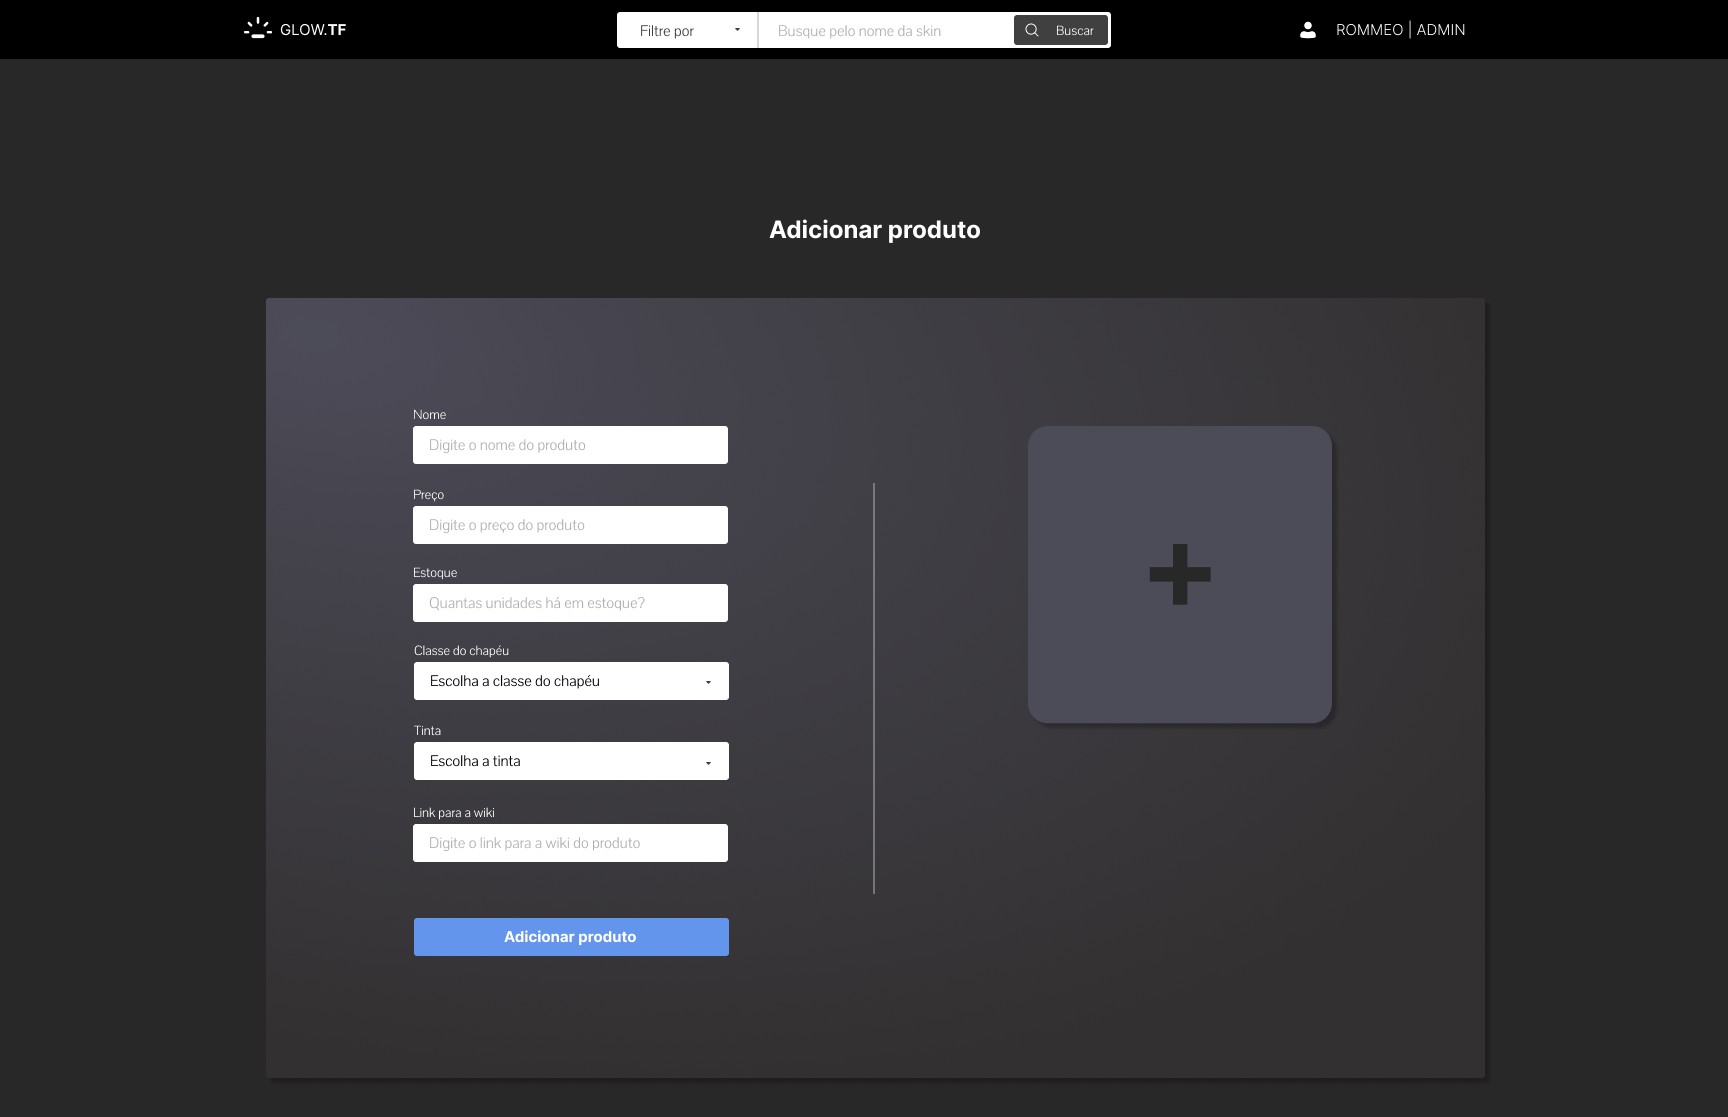 GLOW.TF
Filtre por
Busque pelo nome da skin
Buscar
ROMMEO | ADMIN
Adicionar produto
Nome
Digite o nome do produto
Preço
Digite o preço do produto
Estoque
Quantas unidades há em estoque?
Classe do chapéu
Escolha a classe do chapéu
Tinta
Escolha a tinta
Link para a wiki
Digite o link para a wiki do produto
Adicionar produto